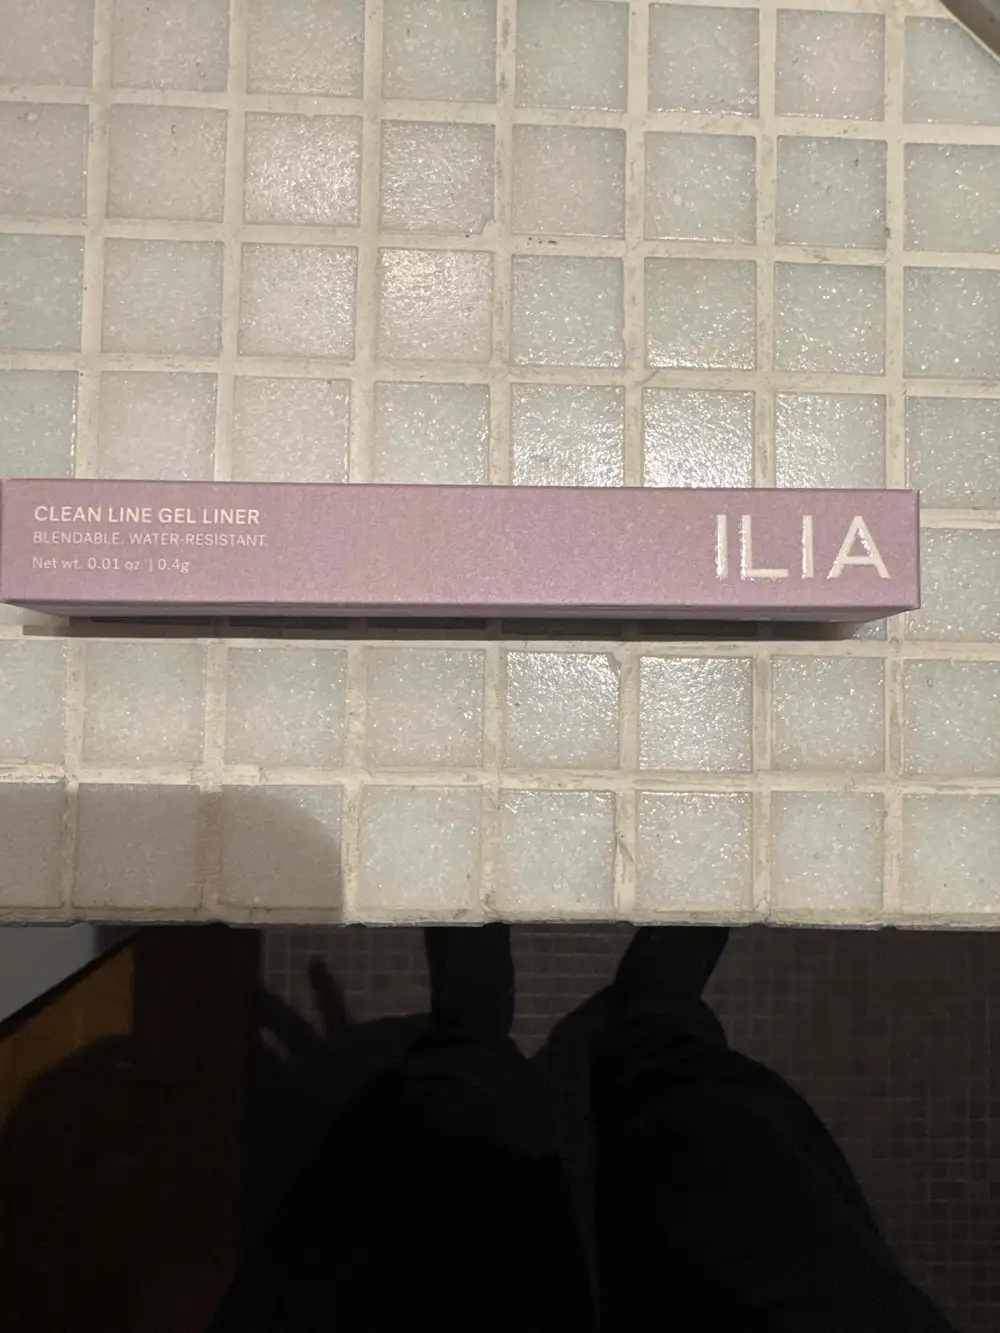 CLEAN LINE GEL LINER
BLENDABLE. WATER-RESISTANT.
Net wt. 0.01 oz. | 0.4g
ILIA